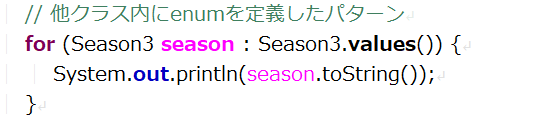 // 他クラス内にenumを定義したパターン
for (Season3 season : Season3.values()) {
    System.out.println(season.toString());
}